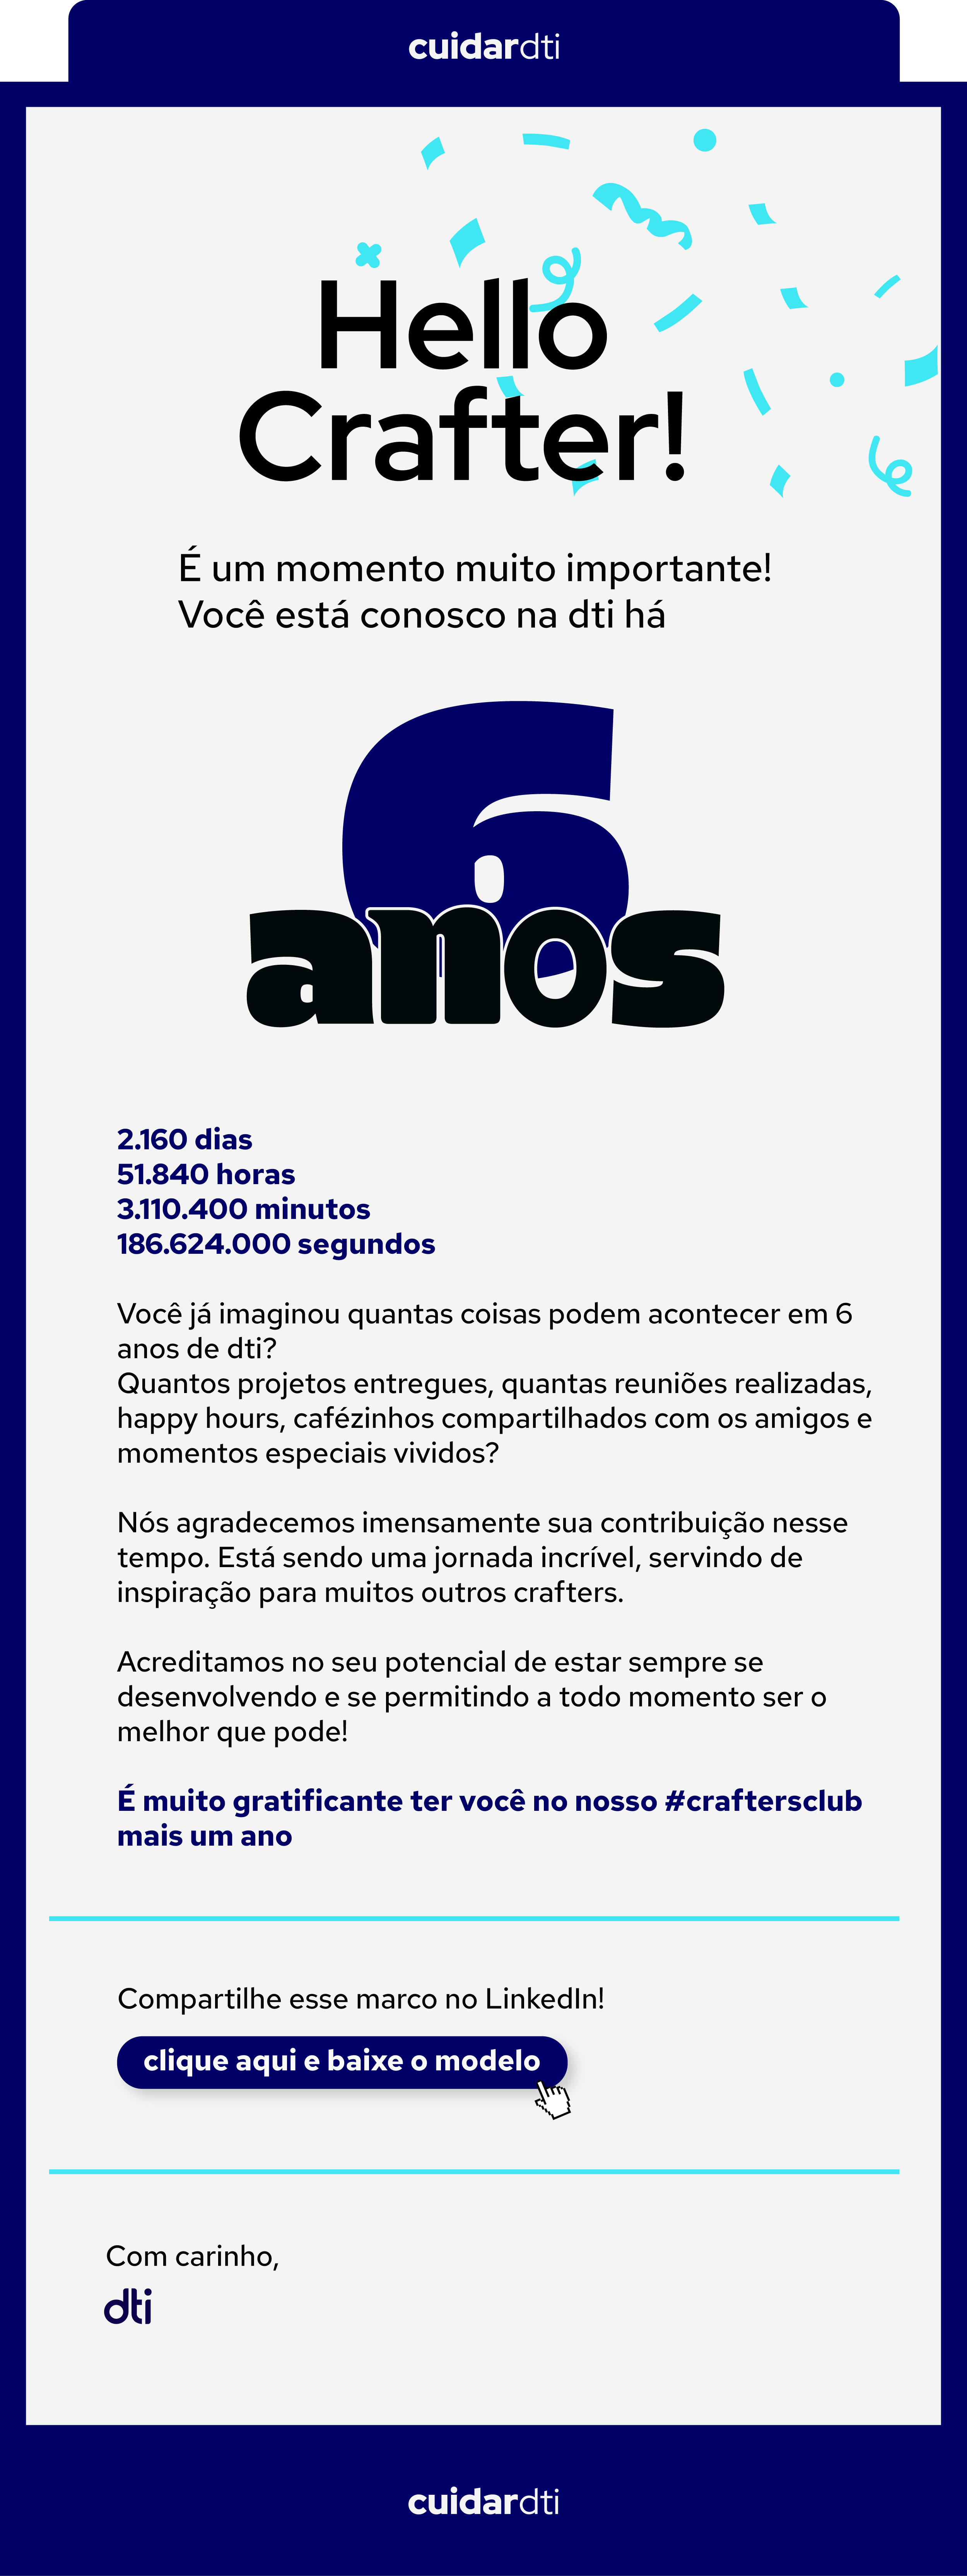 cuidardti
Hello
Crafter!
É um momento muito importante!
Você está conosco na dti há
6
anos
2.160 dias
51.840 horas
3.110.400 minutos
186.624.000 segundos
Você já imaginou quantas coisas podem acontecer em 6
anos de dti?
Quantos projetos entregues, quantas reuniões realizadas,
happy hours, cafézinhos compartilhados com os amigos e
momentos especiais vividos?
Nós agradecemos imensamente sua contribuição nesse
tempo. Está sendo uma jornada incrível, servindo de
inspiração para muitos outros crafters.
Acreditamos no seu potencial de estar sempre se
desenvolvendo e se permitindo a todo momento ser o
melhor que pode!
É muito gratificante ter você no nosso #craftersclub
mais um ano
Compartilhe esse marco no LinkedIn!
clique aqui e baixe o modelo
Com carinho,
dti
cuidardti